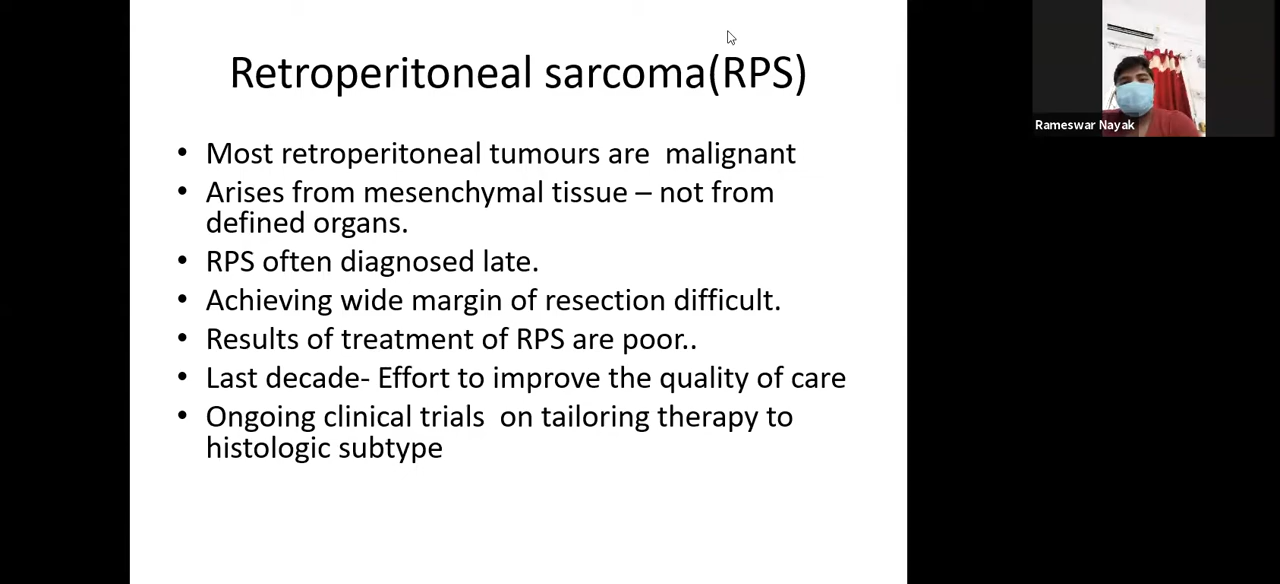 Retroperitoneal sarcoma(RPS)
• Most retroperitoneal tumours are  malignant
• Arises from mesenchymal tissue – not from
defined organs.
• RPS often diagnosed late.
• Achieving wide margin of resection difficult.
• Results of treatment of RPS are poor..
• Last decade- Effort to improve the quality of care
• Ongoing clinical trials  on tailoring therapy to
histologic subtype
Rameswar Nayak